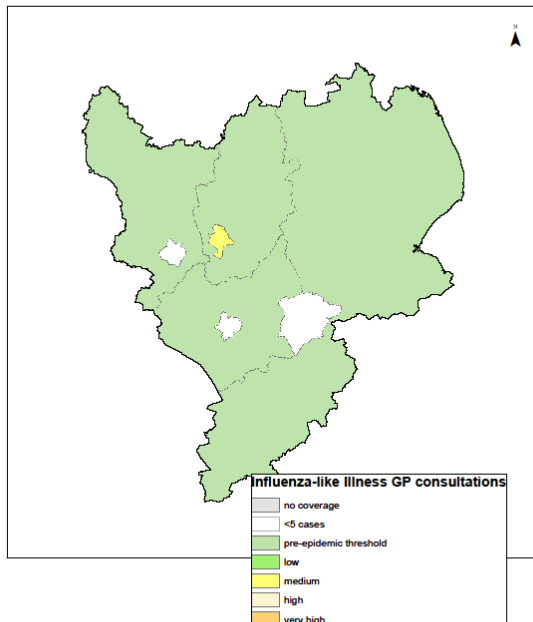 Influenza-like Illness GP consultations
no coverage
<5 cases
pre-epidemic threshold
low
medium
high
very high